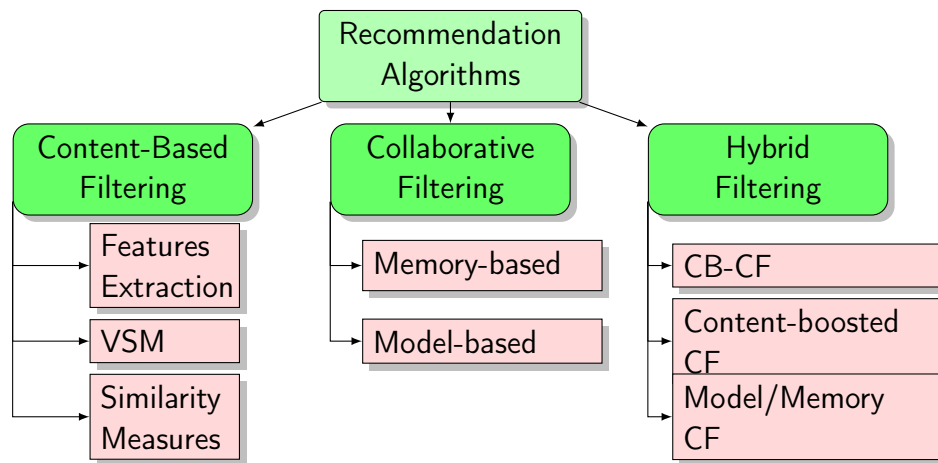 Recommendation
Algorithms
Content-Based
Filtering
Features
Extraction
VSM
Similarity
Measures
Collaborative
Filtering
Memory-based
Model-based
Hybrid
Filtering
CB-CF
Content-boosted
CF
Model/Memory
CF